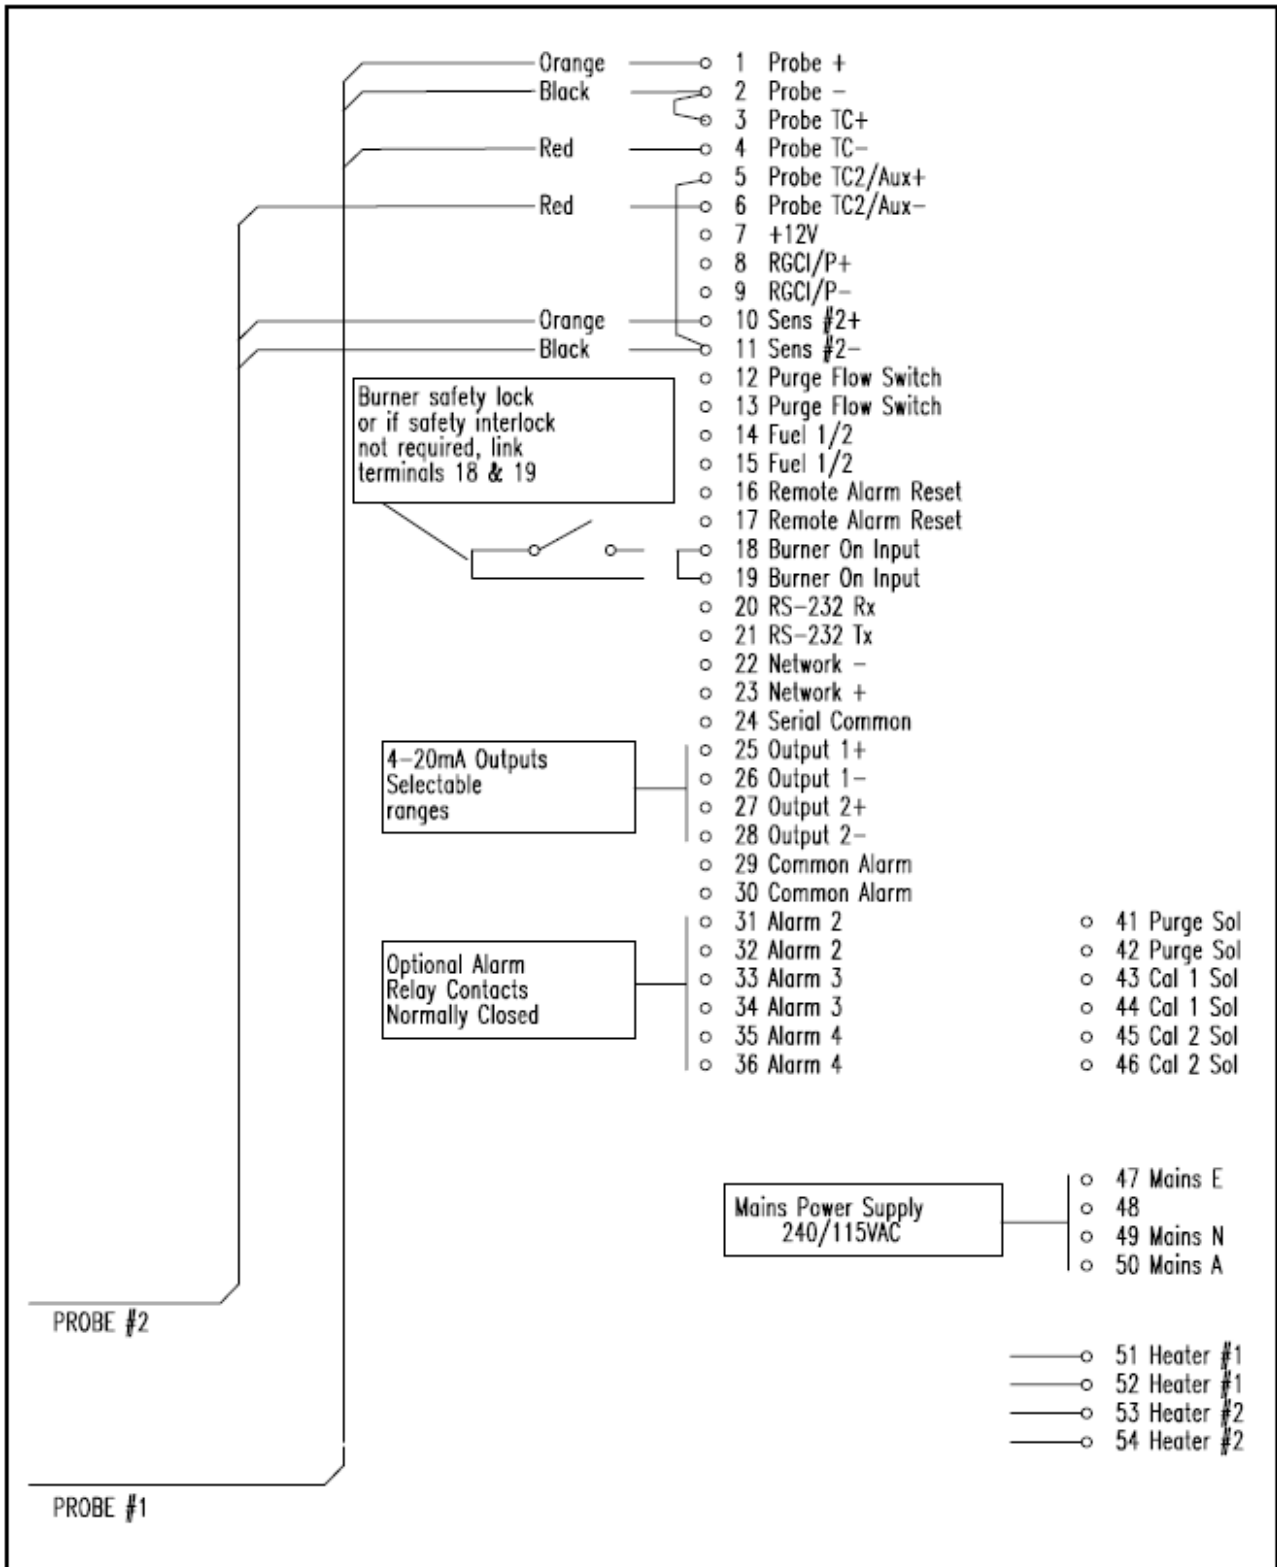 Orange 1 Probe +
Black 2 Probe -
3 Probe TC+
Red 4 Probe TC-
5 Probe TC2/Aux+
Red 6 Probe TC2/Aux-
7 +12V
8 RGCI/P+
9 RGCI/P-
Orange 10 Sens #2+
Black 11 Sens #2-
12 Purge Flow Switch
13 Purge Flow Switch
14 Fuel 1/2
15 Fuel 1/2
16 Remote Alarm Reset
17 Remote Alarm Reset
18 Burner On Input
19 Burner On Input
20 RS-232 Rx
21 RS-232 Tx
22 Network -
23 Network +
24 Serial Common
25 Output 1+
26 Output 1-
27 Output 2+
28 Output 2-
29 Common Alarm
30 Common Alarm
31 Alarm 2
32 Alarm 2
33 Alarm 3
34 Alarm 3
35 Alarm 4
36 Alarm 4
Burner safety lock
or if safety interlock
not required, link
terminals 18 & 19
4-20mA Outputs
Selectable
ranges
Optional Alarm
Relay Contacts
Normally Closed
41 Purge Sol
42 Purge Sol
43 Cal 1 Sol
44 Cal 1 Sol
45 Cal 2 Sol
46 Cal 2 Sol
Mains Power Supply
240/115VAC
47 Mains E
48
49 Mains N
50 Mains A
51 Heater #1
52 Heater #1
53 Heater #2
54 Heater #2
PROBE #2
PROBE #1